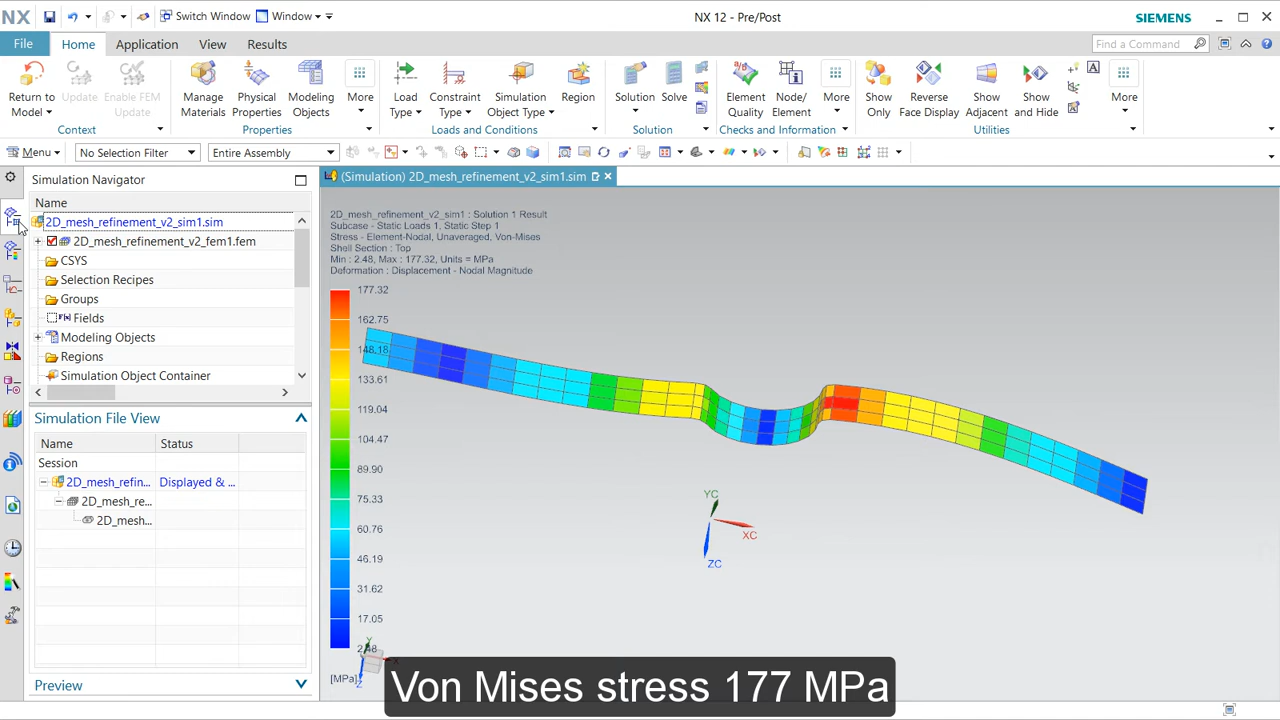 NX
Switch Window
Window
NX 12 - Pre/Post
SIEMENS
File
Home
Application
View
Results
Find a Command
Return to Model
Update
Enable FEM Update
Context
Manage Materials
Physical Properties
Modeling Objects
More
Properties
Load Type
Constraint Type
Simulation Object Type
Region
Loads and Conditions
Solution
Solve
Solution
Element Quality
Node/ Element
More
Checks and Information
Show Only
Reverse Face Display
Show Adjacent
Show and Hide
More
Utilities
Menu
No Selection Filter
Entire Assembly
Simulation Navigator
(Simulation) 2D_mesh_refinement_v2_sim1.sim
Name
2D_mesh_refinement_v2_sim1.sim
2D_mesh_refinement_v2_fem1.fem
CSYS
Selection Recipes
Groups
Fields
Modeling Objects
Regions
Simulation Object Container
Simulation File View
Name
Status
Session
2D_mesh_refin...
Displayed & ...
2D_mesh_re...
2D_mesh...
Preview
2D_mesh_refinement_v2_sim1 : Solution 1 Result
Subcase - Static Loads 1, Static Step 1
Stress - Element-Nodal, Unaveraged, Von-Mises
Shell Section : Top
Min : 2.48, Max : 177.32, Units = MPa
Deformation : Displacement - Nodal Magnitude
177.32
162.75
148.18
133.61
119.04
104.47
89.90
75.33
60.76
46.19
31.62
17.05
2.48
[MPa]
YC
XC
ZC
Y
X
Z
Von Mises stress 177 MPa